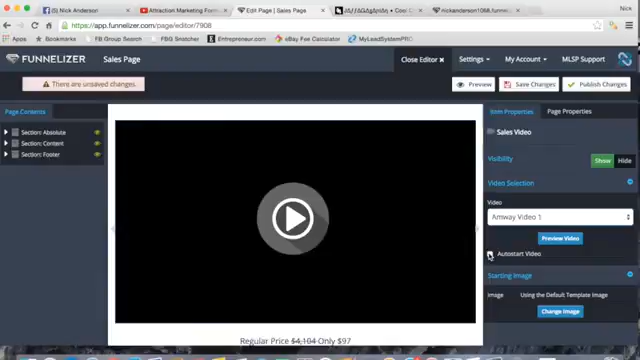 Nick Anderson
Attraction Marketing Form
Edit Page | Sales Page
nickanderson1068.funnelize
Nick
https://app.funnelizer.com/page/editor/7908
Apps
Bookmarks
FB Group Search
FBG Snatcher
Entrepreneur.com
eBay Fee Calculator
MyLeadSystemPRO
FUNNELIZER
Sales Page
Close Editor
Settings
My Account
MLSP Support
There are unsaved changes
Preview
Save Changes
Publish Changes
Page Contents
Section: Absolute
Section: Content
Section: Footer
Item Properties
Page Properties
Sales Video
Visibility
Show
Hide
Video Selection
Video
Amway Video 1
Preview Video
Autostart Video
Starting Image
Image
Using the Default Template Image
Change Image
Regular Price $4,104 Only $97